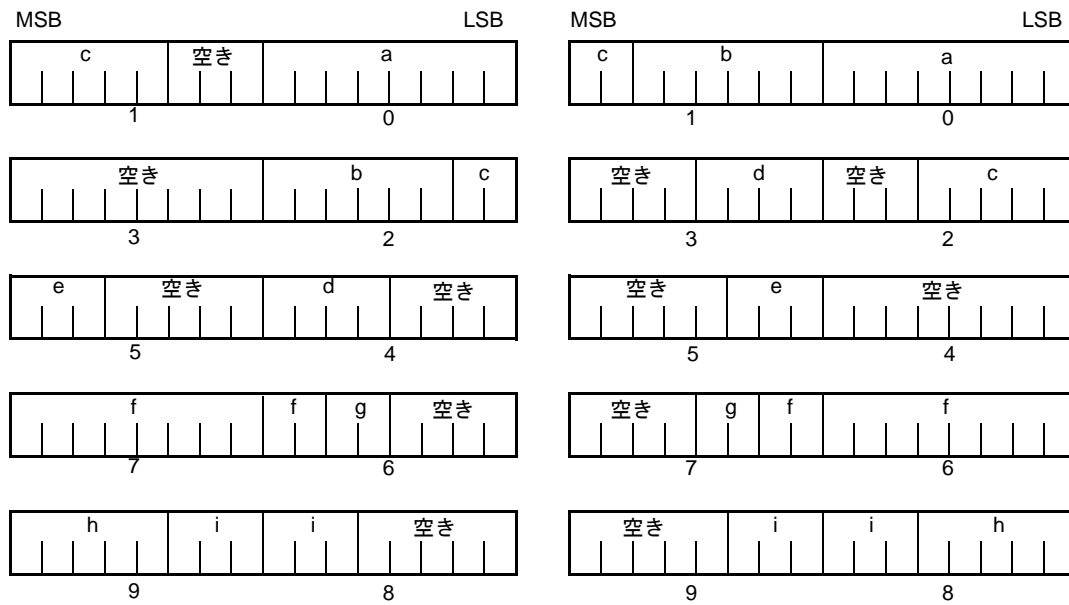 MSB LSB MSB LSB
c 空き a c b a
1 0 1 0
空き b c 空き d 空き c
3 2 3 2
e 空き d 空き 空き e 空き
5 4 5 4
f f g 空き 空き g f f
7 6 7 6
h i i 空き 空き i i h
9 8 9 8